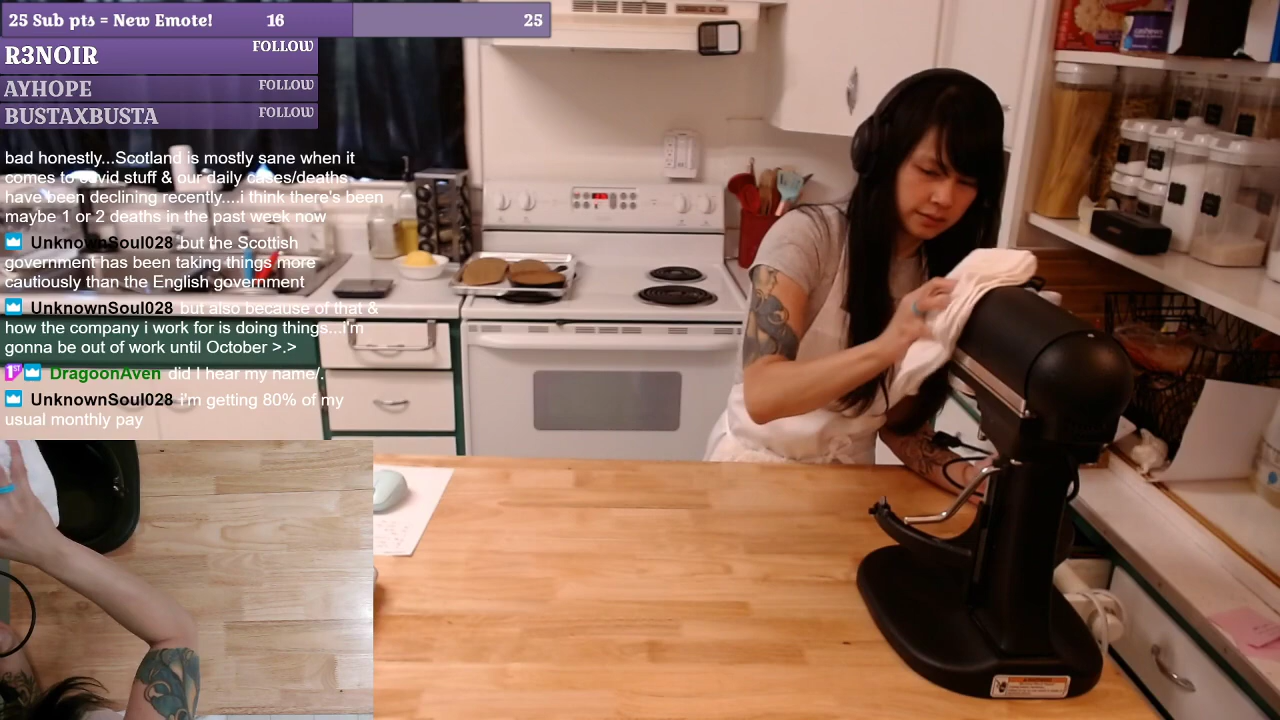 25 Sub pts = New Emote! 16 25
R3NOIR FOLLOW
AYHOPE FOLLOW
BUSTAXBUSTA FOLLOW
bad honestly...Scotland is mostly sane when it
comes to covid stuff & our daily cases/deaths
have been declining recently....i think there's been
maybe 1 or 2 deaths in the past week now
UnknownSoul028 but the Scottish
government has been taking things more
cautiously than the English government
UnknownSoul028 but also because of that &
how the company i work for is doing things...i'm
gonna be out of work until October >.>
1ST DragoonAven did I hear my name/.
UnknownSoul028 i'm getting 80% of my
usual monthly pay
cashews